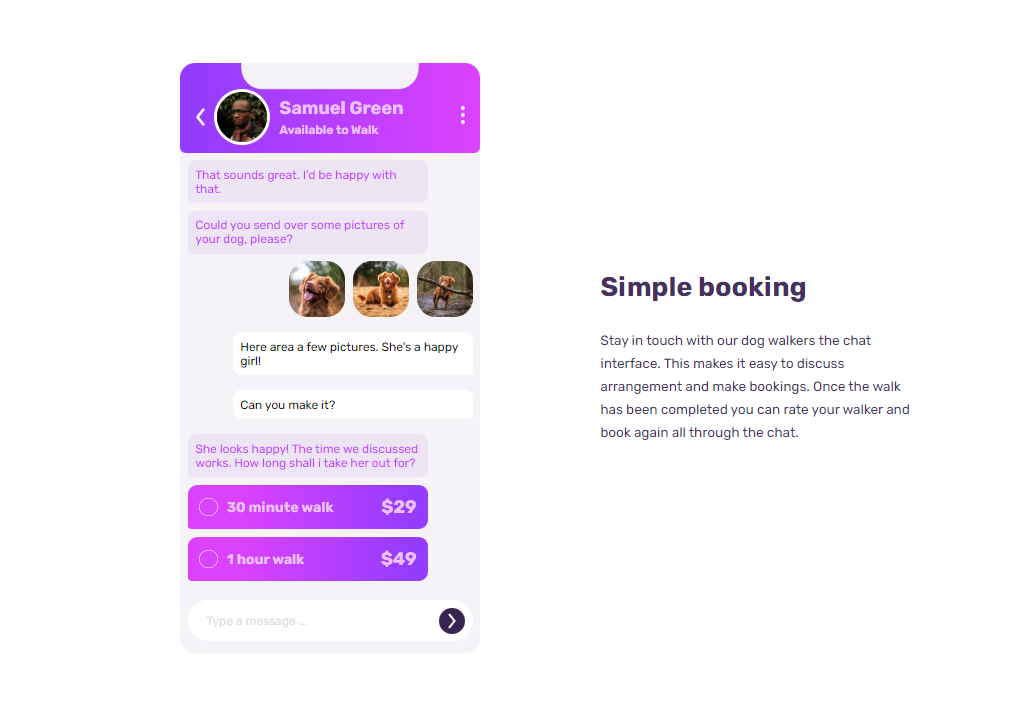 Samuel Green
Available to Walk
That sounds great. I'd be happy with
that.
Could you send over some pictures of
your dog, please?
Here area a few pictures. She's a happy
girl!
Can you make it?
She looks happy! The time we discussed
works. How long shall i take her out for?
30 minute walk $29
1 hour walk $49
Type a message ...
Simple booking
Stay in touch with our dog walkers the chat
interface. This makes it easy to discuss
arrangement and make bookings. Once the walk
has been completed you can rate your walker and
book again all through the chat.